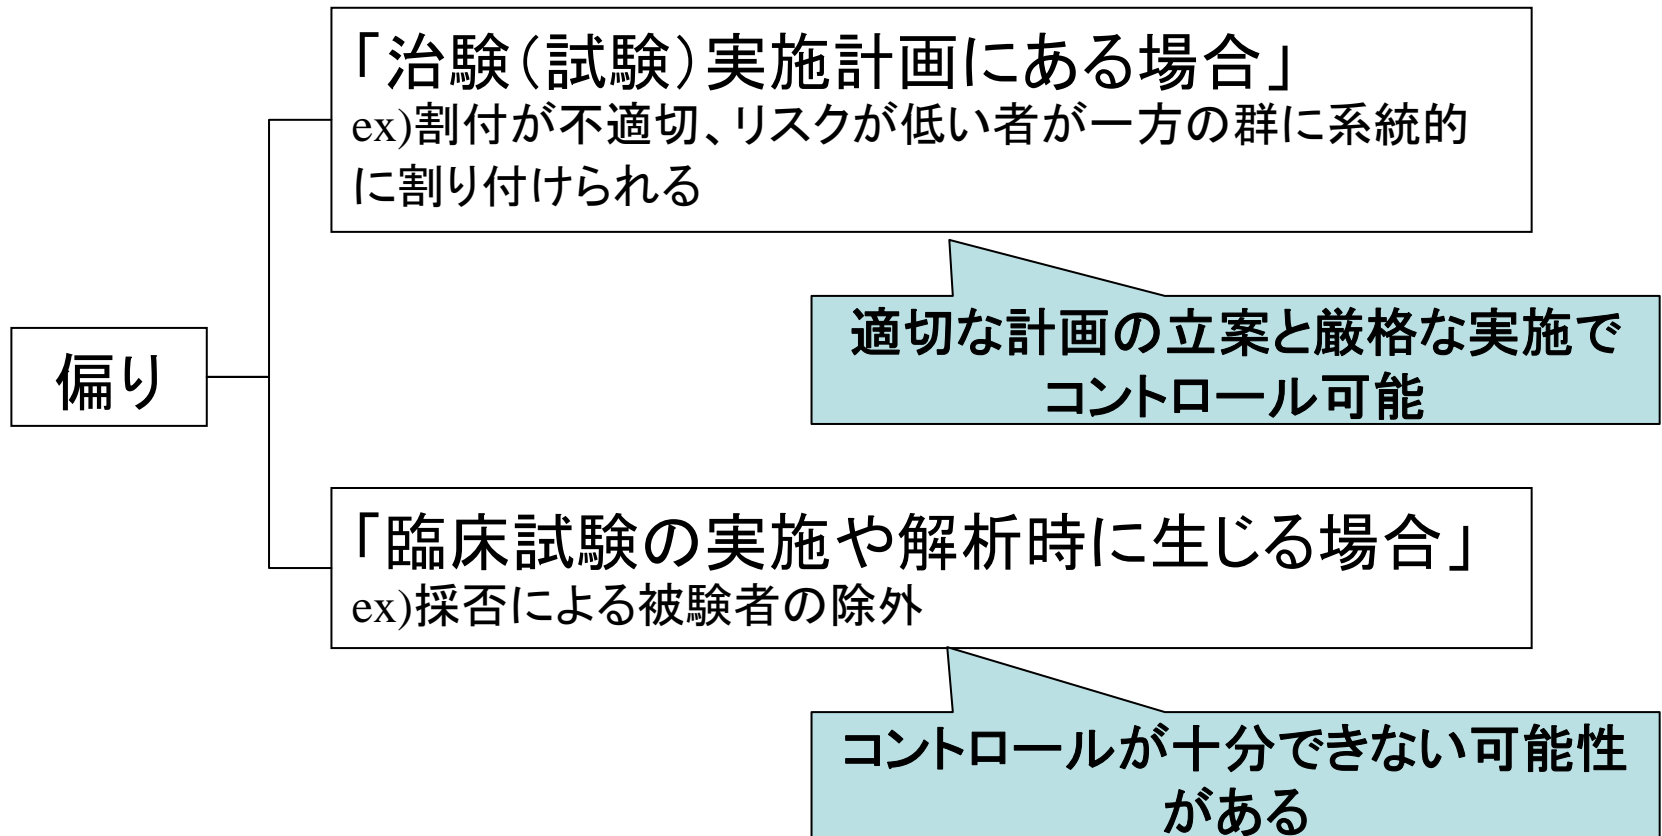 「治験(試験)実施計画にある場合」
ex)割付が不適切、リスクが低い者が一方の群に系統的
に割り付けられる
適切な計画の立案と厳格な実施で
コントロール可能
偏り
「臨床試験の実施や解析時に生じる場合」
ex)採否による被験者の除外
コントロールが十分できない可能性
がある